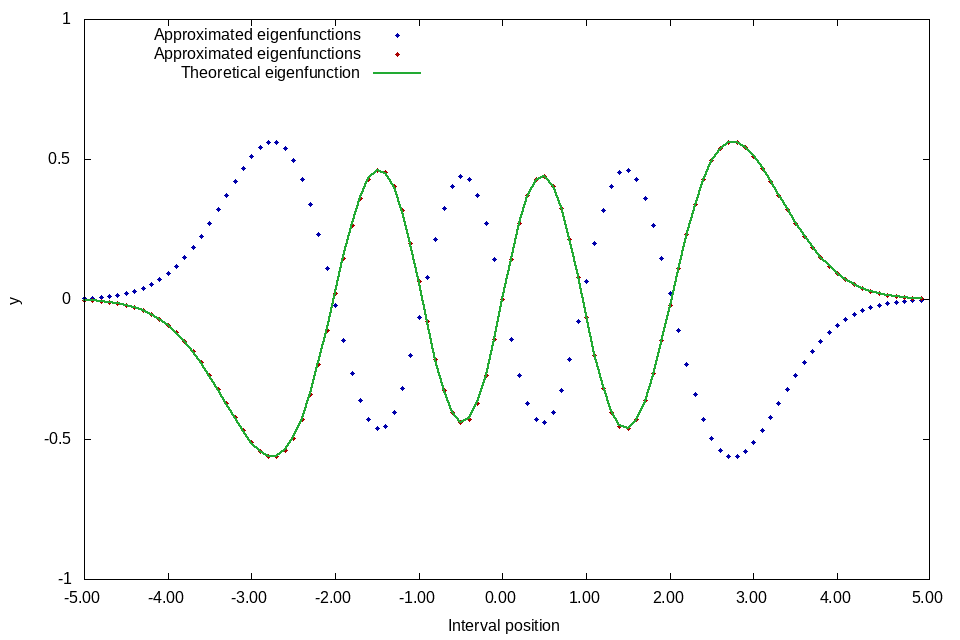 1
Approximated eigenfunctions
Approximated eigenfunctions
Theoretical eigenfunction
0.5
0
y
-0.5
-1
-5.00 -4.00 -3.00 -2.00 -1.00 0.00 1.00 2.00 3.00 4.00 5.00
Interval position